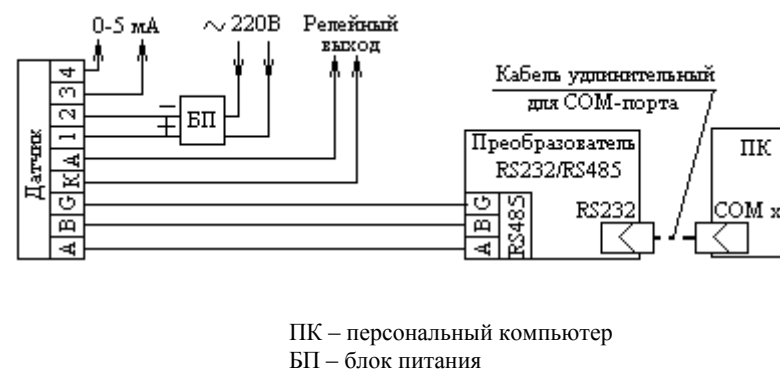 0-5 мА
220В
Релейный
выход
Кабель удлинительный
для COM-порта
Датчик
4
3
2
1
А
К
G
B
A
БП
Преобразователь
RS232/RS485
RS232
G
B
A
RS485
ПК
COM x
ПК – персональный компьютер
БП – блок питания